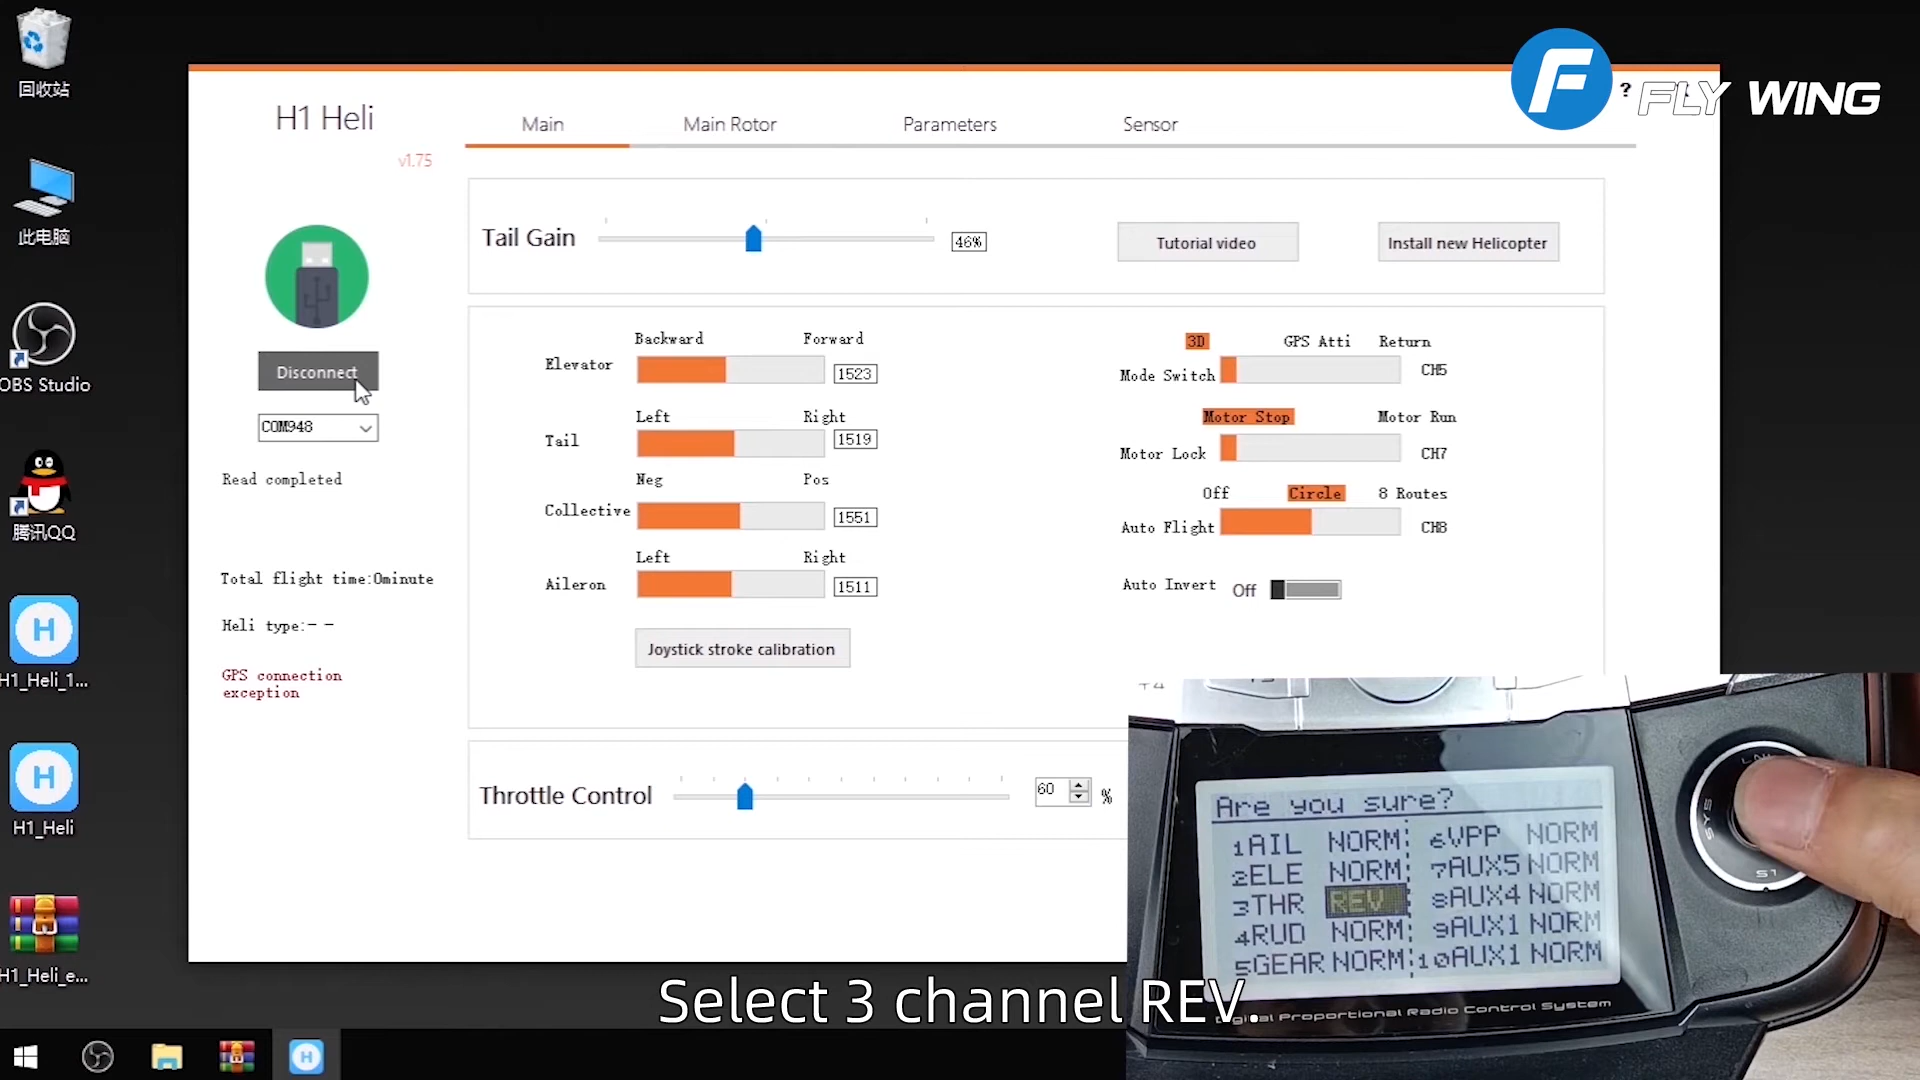 回收站
此电脑
OBS Studio
腾讯QQ
H1_Heli_1...
H1_Heli
H1_Heli_e...
H1 Heli
v1.75
Main
Main Rotor
Parameters
Sensor
?
FLY WING
Disconnect
COM948
Read completed
Total flight time:0minute
Heli type:- -
GPS connection
exception
Tail Gain
46%
Tutorial video
Install new Helicopter
Backward Forward
Elevator 1523
Left Right
Tail 1519
Neg Pos
Collective 1551
Left Right
Aileron 1511
Joystick stroke calibration
3D GPS Atti Return
Mode Switch CH5
Motor Stop Motor Run
Motor Lock CH7
Off Circle 8 Routes
Auto Flight CH8
Auto Invert Off
Throttle Control
60 %
Are you sure?
1AIL NORM 6VPP NORM
2ELE NORM 7AUX5 NORM
3THR REV 8AUX4 NORM
4RUD NORM 9AUX1 NORM
5GEAR NORM 10AUX1 NORM
Digital Proportional Radio Control System
SYS
S1
Select 3 channel REV.